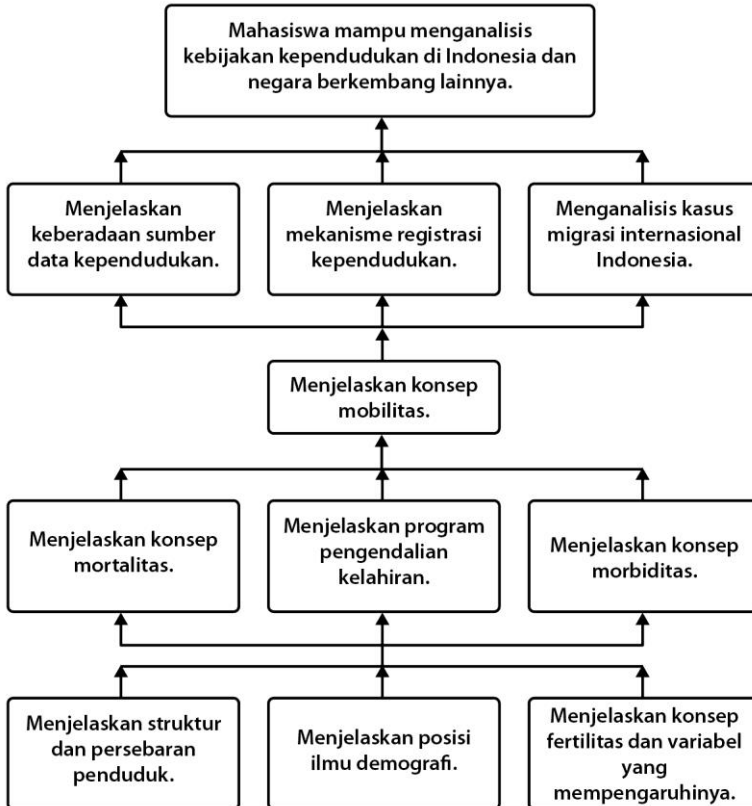 Mahasiswa mampu menganalisis
kebijakan kependudukan di Indonesia dan
negara berkembang lainnya.
Menjelaskan
keberadaan sumber
data kependudukan.
Menjelaskan
mekanisme registrasi
kependudukan.
Menganalisis kasus
migrasi internasional
Indonesia.
Menjelaskan konsep
mobilitas.
Menjelaskan konsep
mortalitas.
Menjelaskan program
pengendalian
kelahiran.
Menjelaskan konsep
morbiditas.
Menjelaskan struktur
dan persebaran
penduduk.
Menjelaskan posisi
ilmu demografi.
Menjelaskan konsep
fertilitas dan variabel
yang
mempengaruhinya.